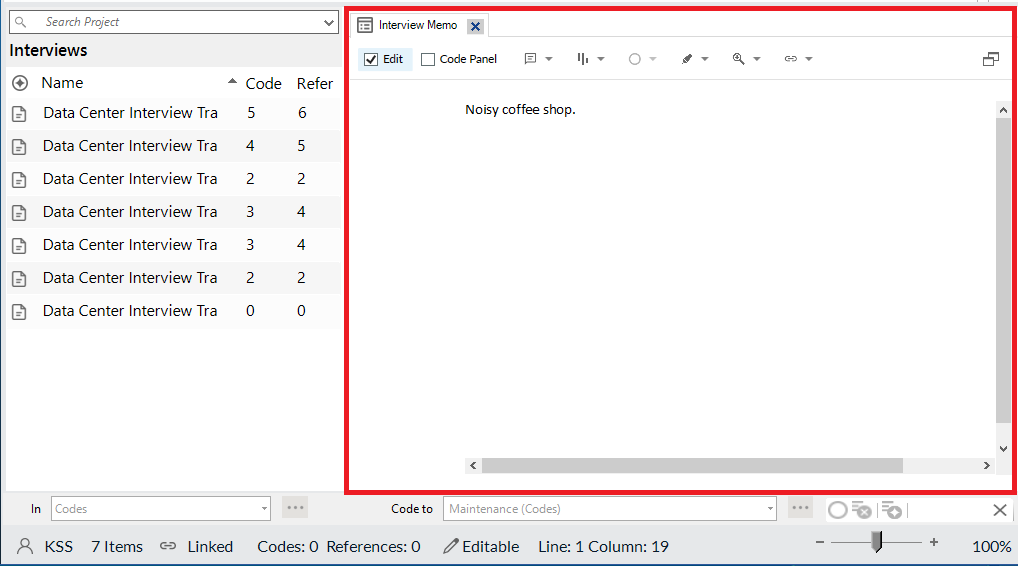 Search Project
Interviews
Name Code Refer
Data Center Interview Tra 5 6
Data Center Interview Tra 4 5
Data Center Interview Tra 2 2
Data Center Interview Tra 3 4
Data Center Interview Tra 3 4
Data Center Interview Tra 2 2
Data Center Interview Tra 0 0
Interview Memo
Edit Code Panel
Noisy coffee shop.
In Codes ... Code to Maintenance (Codes) ...
KSS 7 Items Linked Codes: 0 References: 0 Editable Line: 1 Column: 19 − + 100%